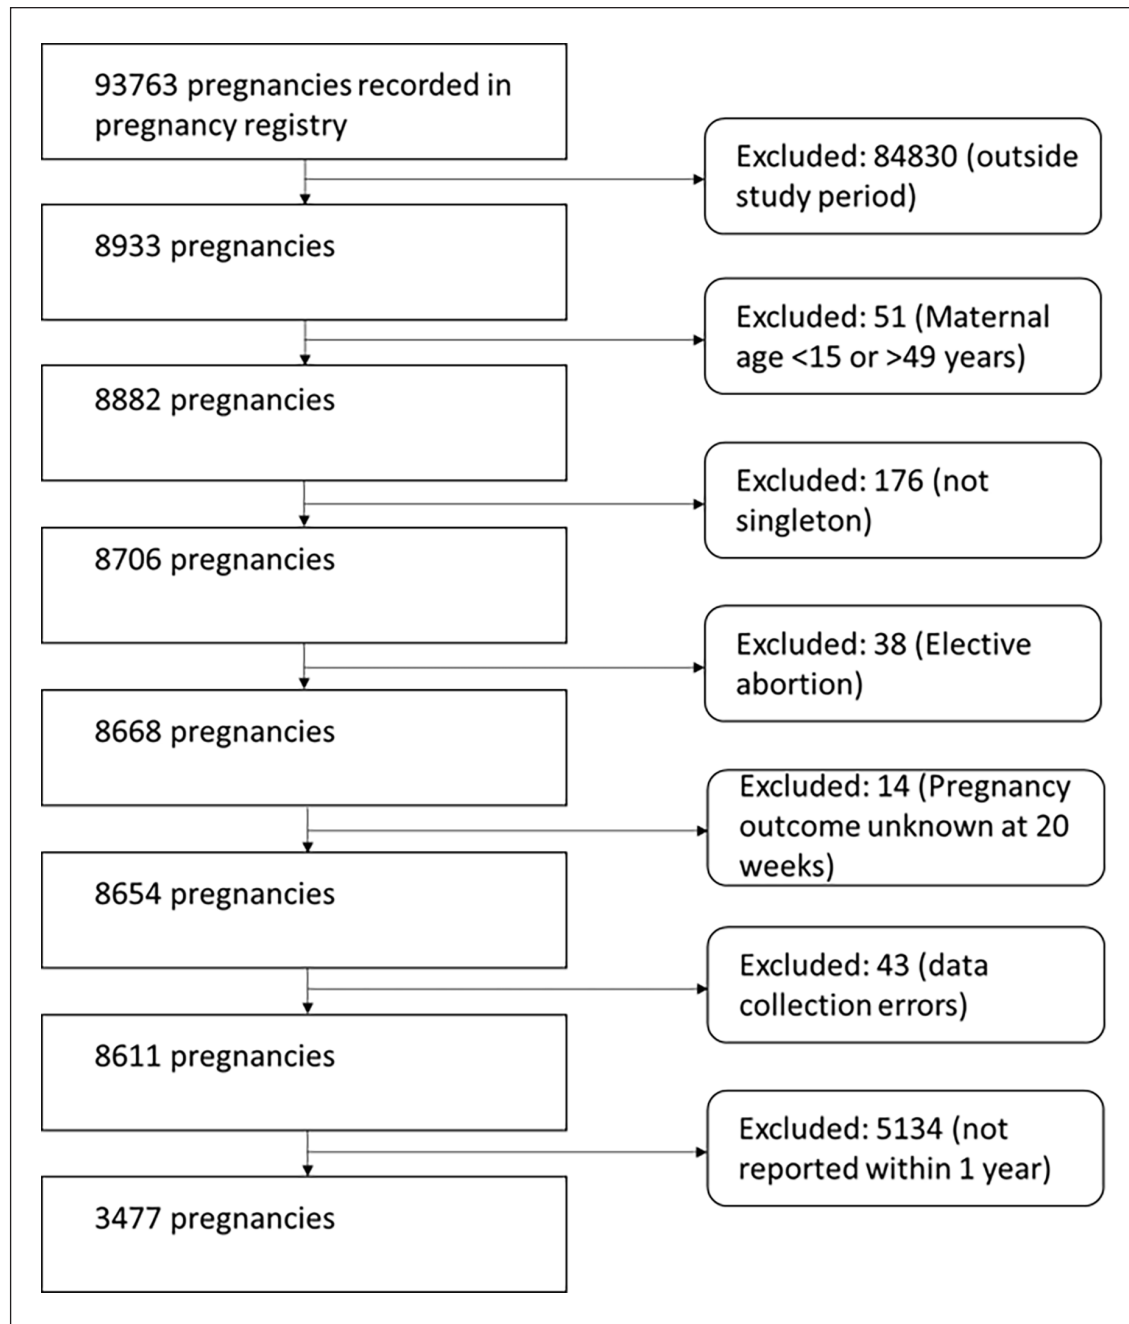 93763 pregnancies recorded in
pregnancy registry
Excluded: 84830 (outside
study period)
8933 pregnancies
Excluded: 51 (Maternal
age <15 or >49 years)
8882 pregnancies
Excluded: 176 (not
singleton)
8706 pregnancies
Excluded: 38 (Elective
abortion)
8668 pregnancies
Excluded: 14 (Pregnancy
outcome unknown at 20
weeks)
8654 pregnancies
Excluded: 43 (data
collection errors)
8611 pregnancies
Excluded: 5134 (not
reported within 1 year)
3477 pregnancies